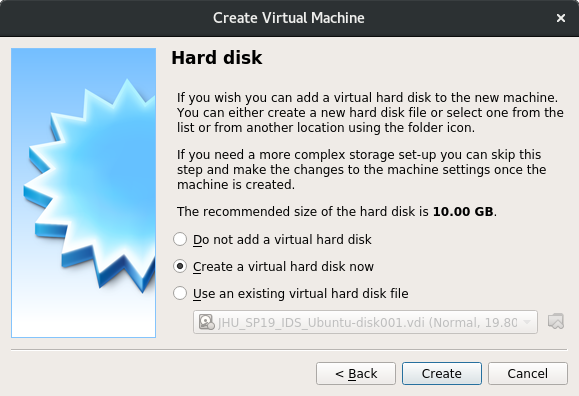 Create Virtual Machine
Hard disk
If you wish you can add a virtual hard disk to the new machine.
You can either create a new hard disk file or select one from the
list or from another location using the folder icon.
If you need a more complex storage set-up you can skip this
step and make the changes to the machine settings once the
machine is created.
The recommended size of the hard disk is 10.00 GB.
Do not add a virtual hard disk
Create a virtual hard disk now
Use an existing virtual hard disk file
JHU_SP19_IDS_Ubuntu-disk001.vdi (Normal, 19.80
< Back
Create
Cancel